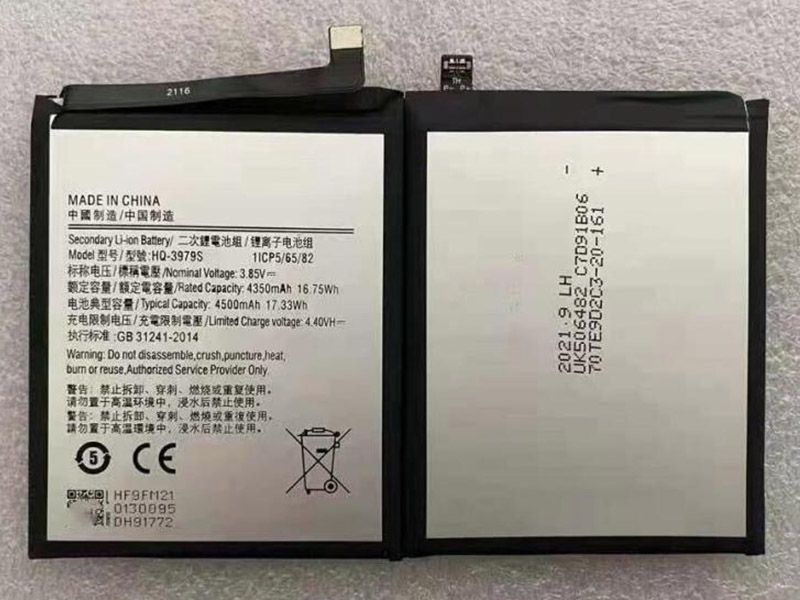 2116
MADE IN CHINA
中國制造/中国制造
Secondary Li-ion Battery/ 二次鋰電池組 / 鋰离子电池组
Model 型号/型號: HQ-3979S 1ICP5/65/82
标称电压/標稱電壓/Nominal Voltage: 3.85V⎓
额定容量/額定電容量/Rated Capacity: 4350mAh 16.75Wh
电池典型容量/Typical Capacity: 4500mAh 17.33Wh
充电限制电压/充電限制電壓/Limited Charge voltage: 4.40V⎓
执行标准:GB 31241-2014
Warning: Do not disassemble,crush,puncture,heat,
burn or reuse,Authorized Service Provider Only.
警告: 禁止拆卸、穿刺、燃烧或重复使用。
请勿置于高温环境，浸水后禁止使用。
警告: 禁止拆卸、穿刺、燃燒或重復使用。
請勿置于高温環境，浸水后禁止使用。
5 CE
HF9FM21
0130095
DH91772
TH
P- P+
- +
2021.9 LH
UK506482 C7D91B06
70TE9D2C3-20-161